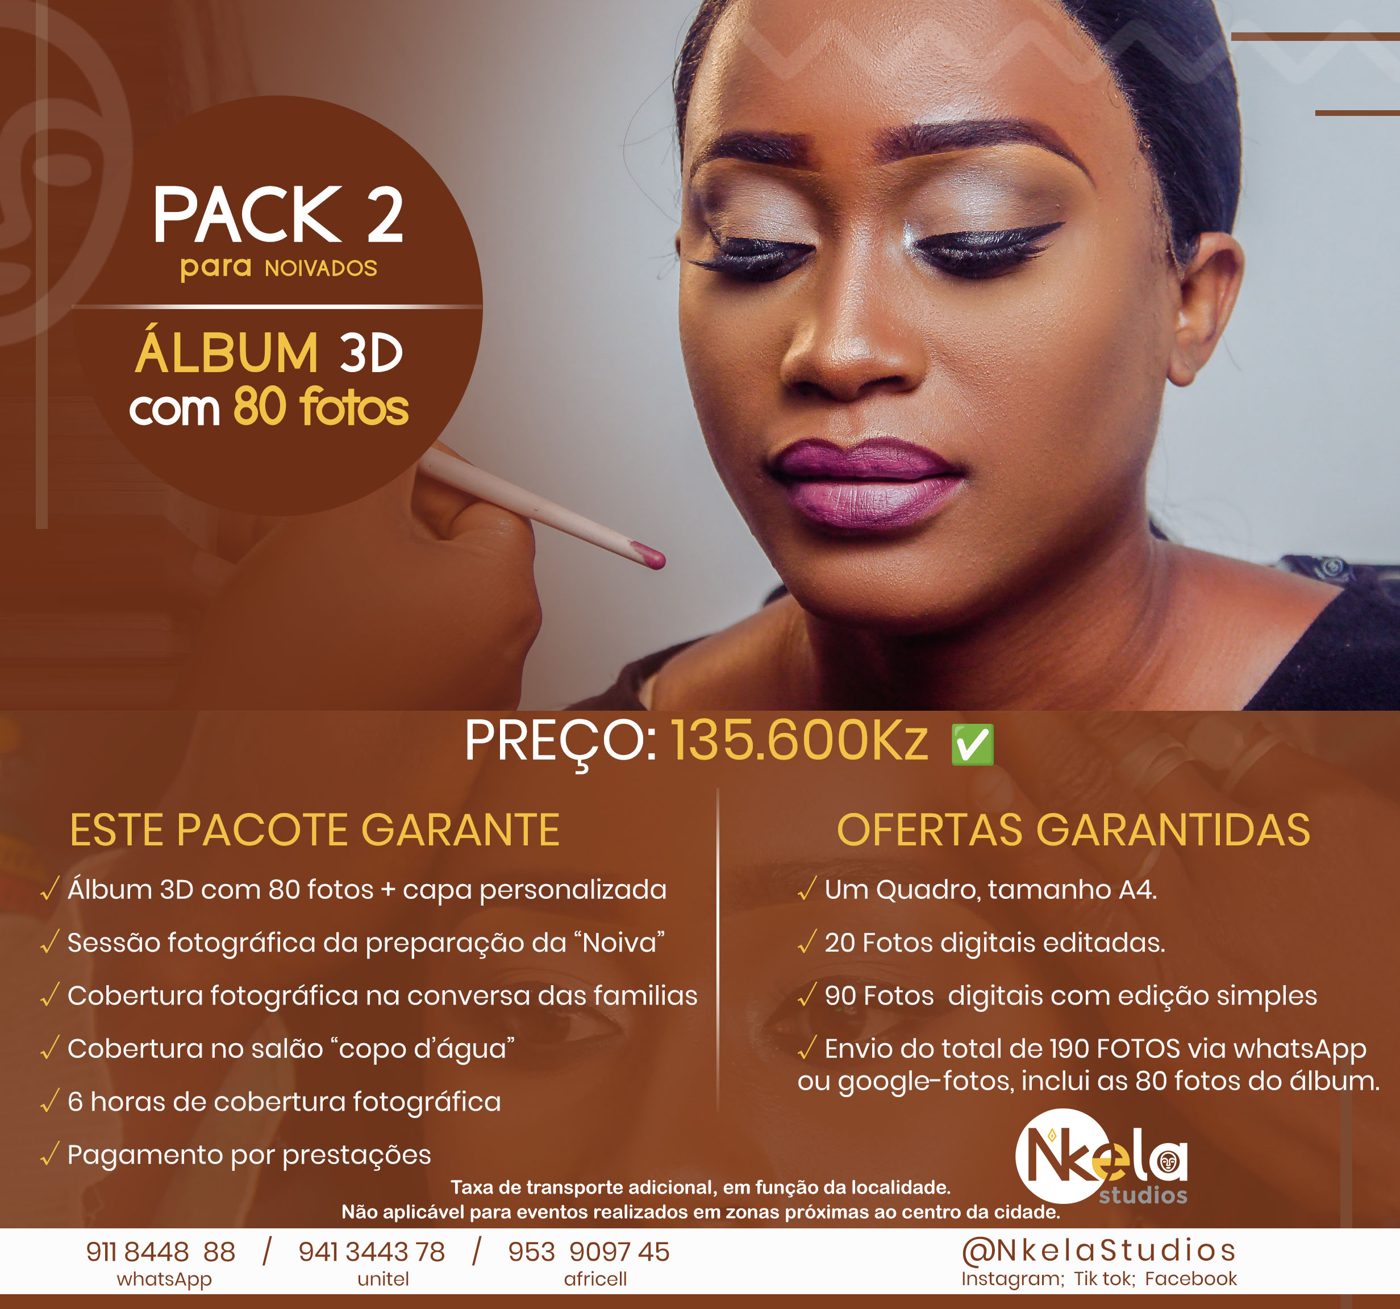 PACK 2
para NOIVADOS
ÁLBUM 3D
com 80 fotos
PREÇO: 135.600Kz ✅
ESTE PACOTE GARANTE
√ Álbum 3D com 80 fotos + capa personalizada
√ Sessão fotográfica da preparação da “Noiva”
√ Cobertura fotográfica na conversa das familias
√ Cobertura no salão “copo d’água”
√ 6 horas de cobertura fotográfica
√ Pagamento por prestações
OFERTAS GARANTIDAS
√ Um Quadro, tamanho A4.
√ 20 Fotos digitais editadas.
√ 90 Fotos digitais com edição simples
√ Envio do total de 190 FOTOS via whatsApp
ou google-fotos, inclui as 80 fotos do álbum.
Nkela
studios
Taxa de transporte adicional, em função da localidade.
Não aplicável para eventos realizados em zonas próximas ao centro da cidade.
911 8448 88 / 941 3443 78 / 953 9097 45
whatsApp unitel africell
@NkelaStudios
Instagram; Tik tok; Facebook